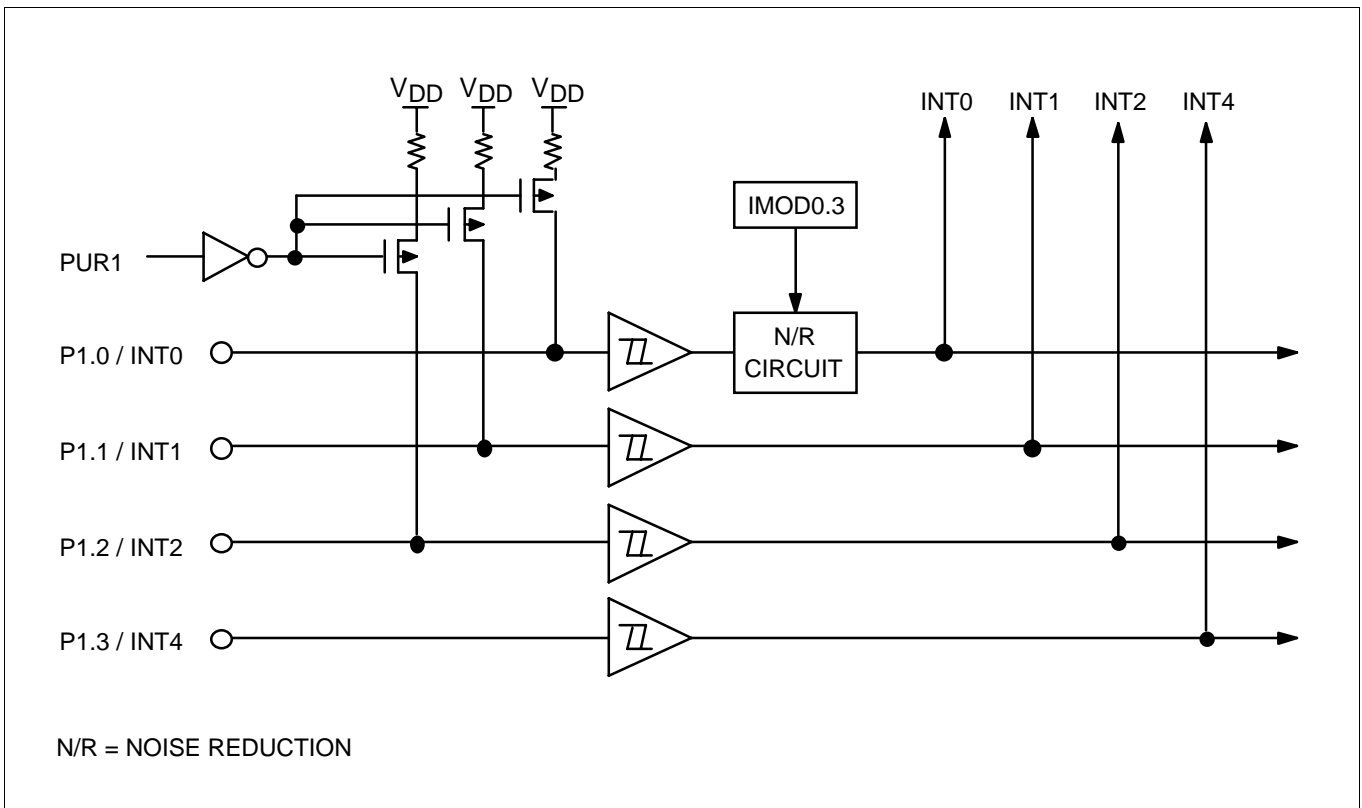 VDD VDD VDD
INT0 INT1 INT2 INT4
IMOD0.3
PUR1
P1.0 / INT0
N/R
CIRCUIT
P1.1 / INT1
P1.2 / INT2
P1.3 / INT4
N/R = NOISE REDUCTION